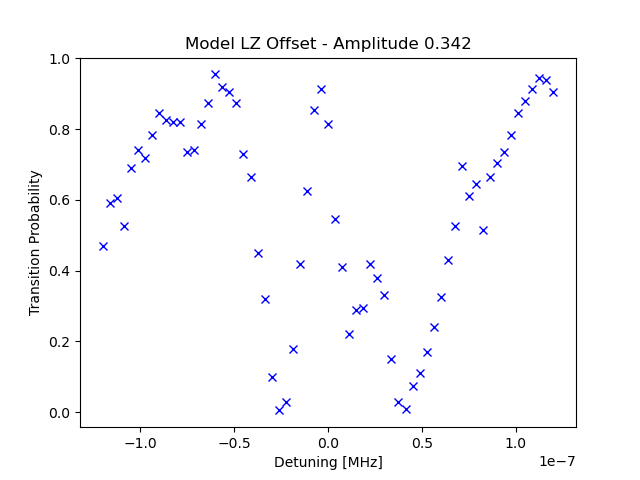 Model LZ Offset - Amplitude 0.342
Transition Probability
1.0
0.8
0.6
0.4
0.2
0.0
−1.0 −0.5 0.0 0.5 1.0
1e−7
Detuning [MHz]